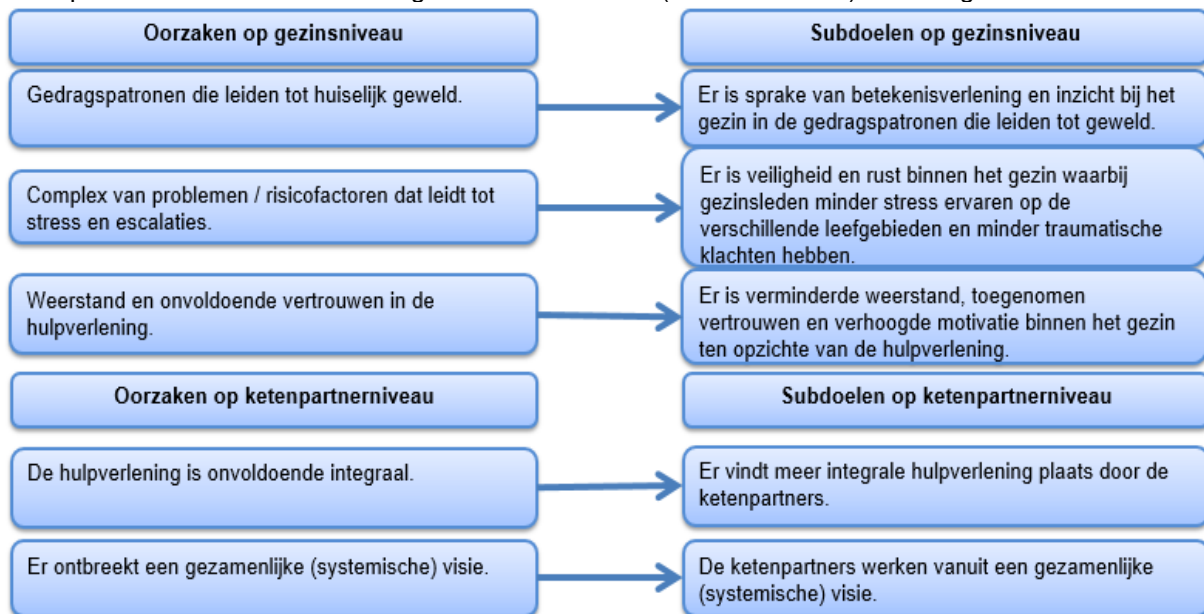 Oorzaken op gezinsniveau
Subdoelen op gezinsniveau
Gedragspatronen die leiden tot huiselijk geweld.
Er is sprake van betekenisverlening en inzicht bij het
gezin in de gedragspatronen die leiden tot geweld.
Complex van problemen / risicofactoren dat leidt tot
stress en escalaties.
Er is veiligheid en rust binnen het gezin waarbij
gezinsleden minder stress ervaren op de
verschillende leefgebieden en minder traumatische
klachten hebben.
Weerstand en onvoldoende vertrouwen in de
hulpverlening.
Er is verminderde weerstand, toegenomen
vertrouwen en verhoogde motivatie binnen het gezin
ten opzichte van de hulpverlening.
Oorzaken op ketenpartnerniveau
Subdoelen op ketenpartnerniveau
De hulpverlening is onvoldoende integraal.
Er vindt meer integrale hulpverlening plaats door de
ketenpartners.
Er ontbreekt een gezamenlijke (systemische) visie.
De ketenpartners werken vanuit een gezamenlijke
(systemische) visie.